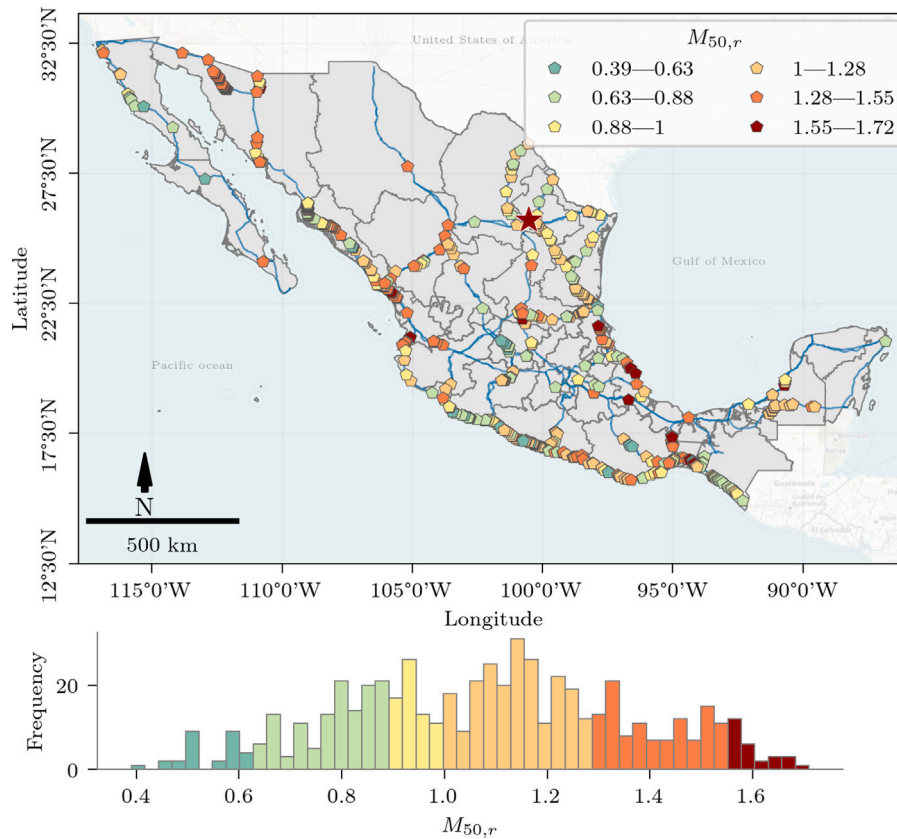 32°30'N
27°30'N
22°30'N
17°30'N
12°30'N
Latitude
United States of America
M50,r
0.39—0.63
0.63—0.88
0.88—1
1—1.28
1.28—1.55
1.55—1.72
Gulf of Mexico
Pacific ocean
N
500 km
Belize
Guatemala
El Salvador
115°0'W
110°0'W
105°0'W
100°0'W
95°0'W
90°0'W
Longitude
Frequency
20
0
0.4
0.6
0.8
1.0
1.2
1.4
1.6
M50,r